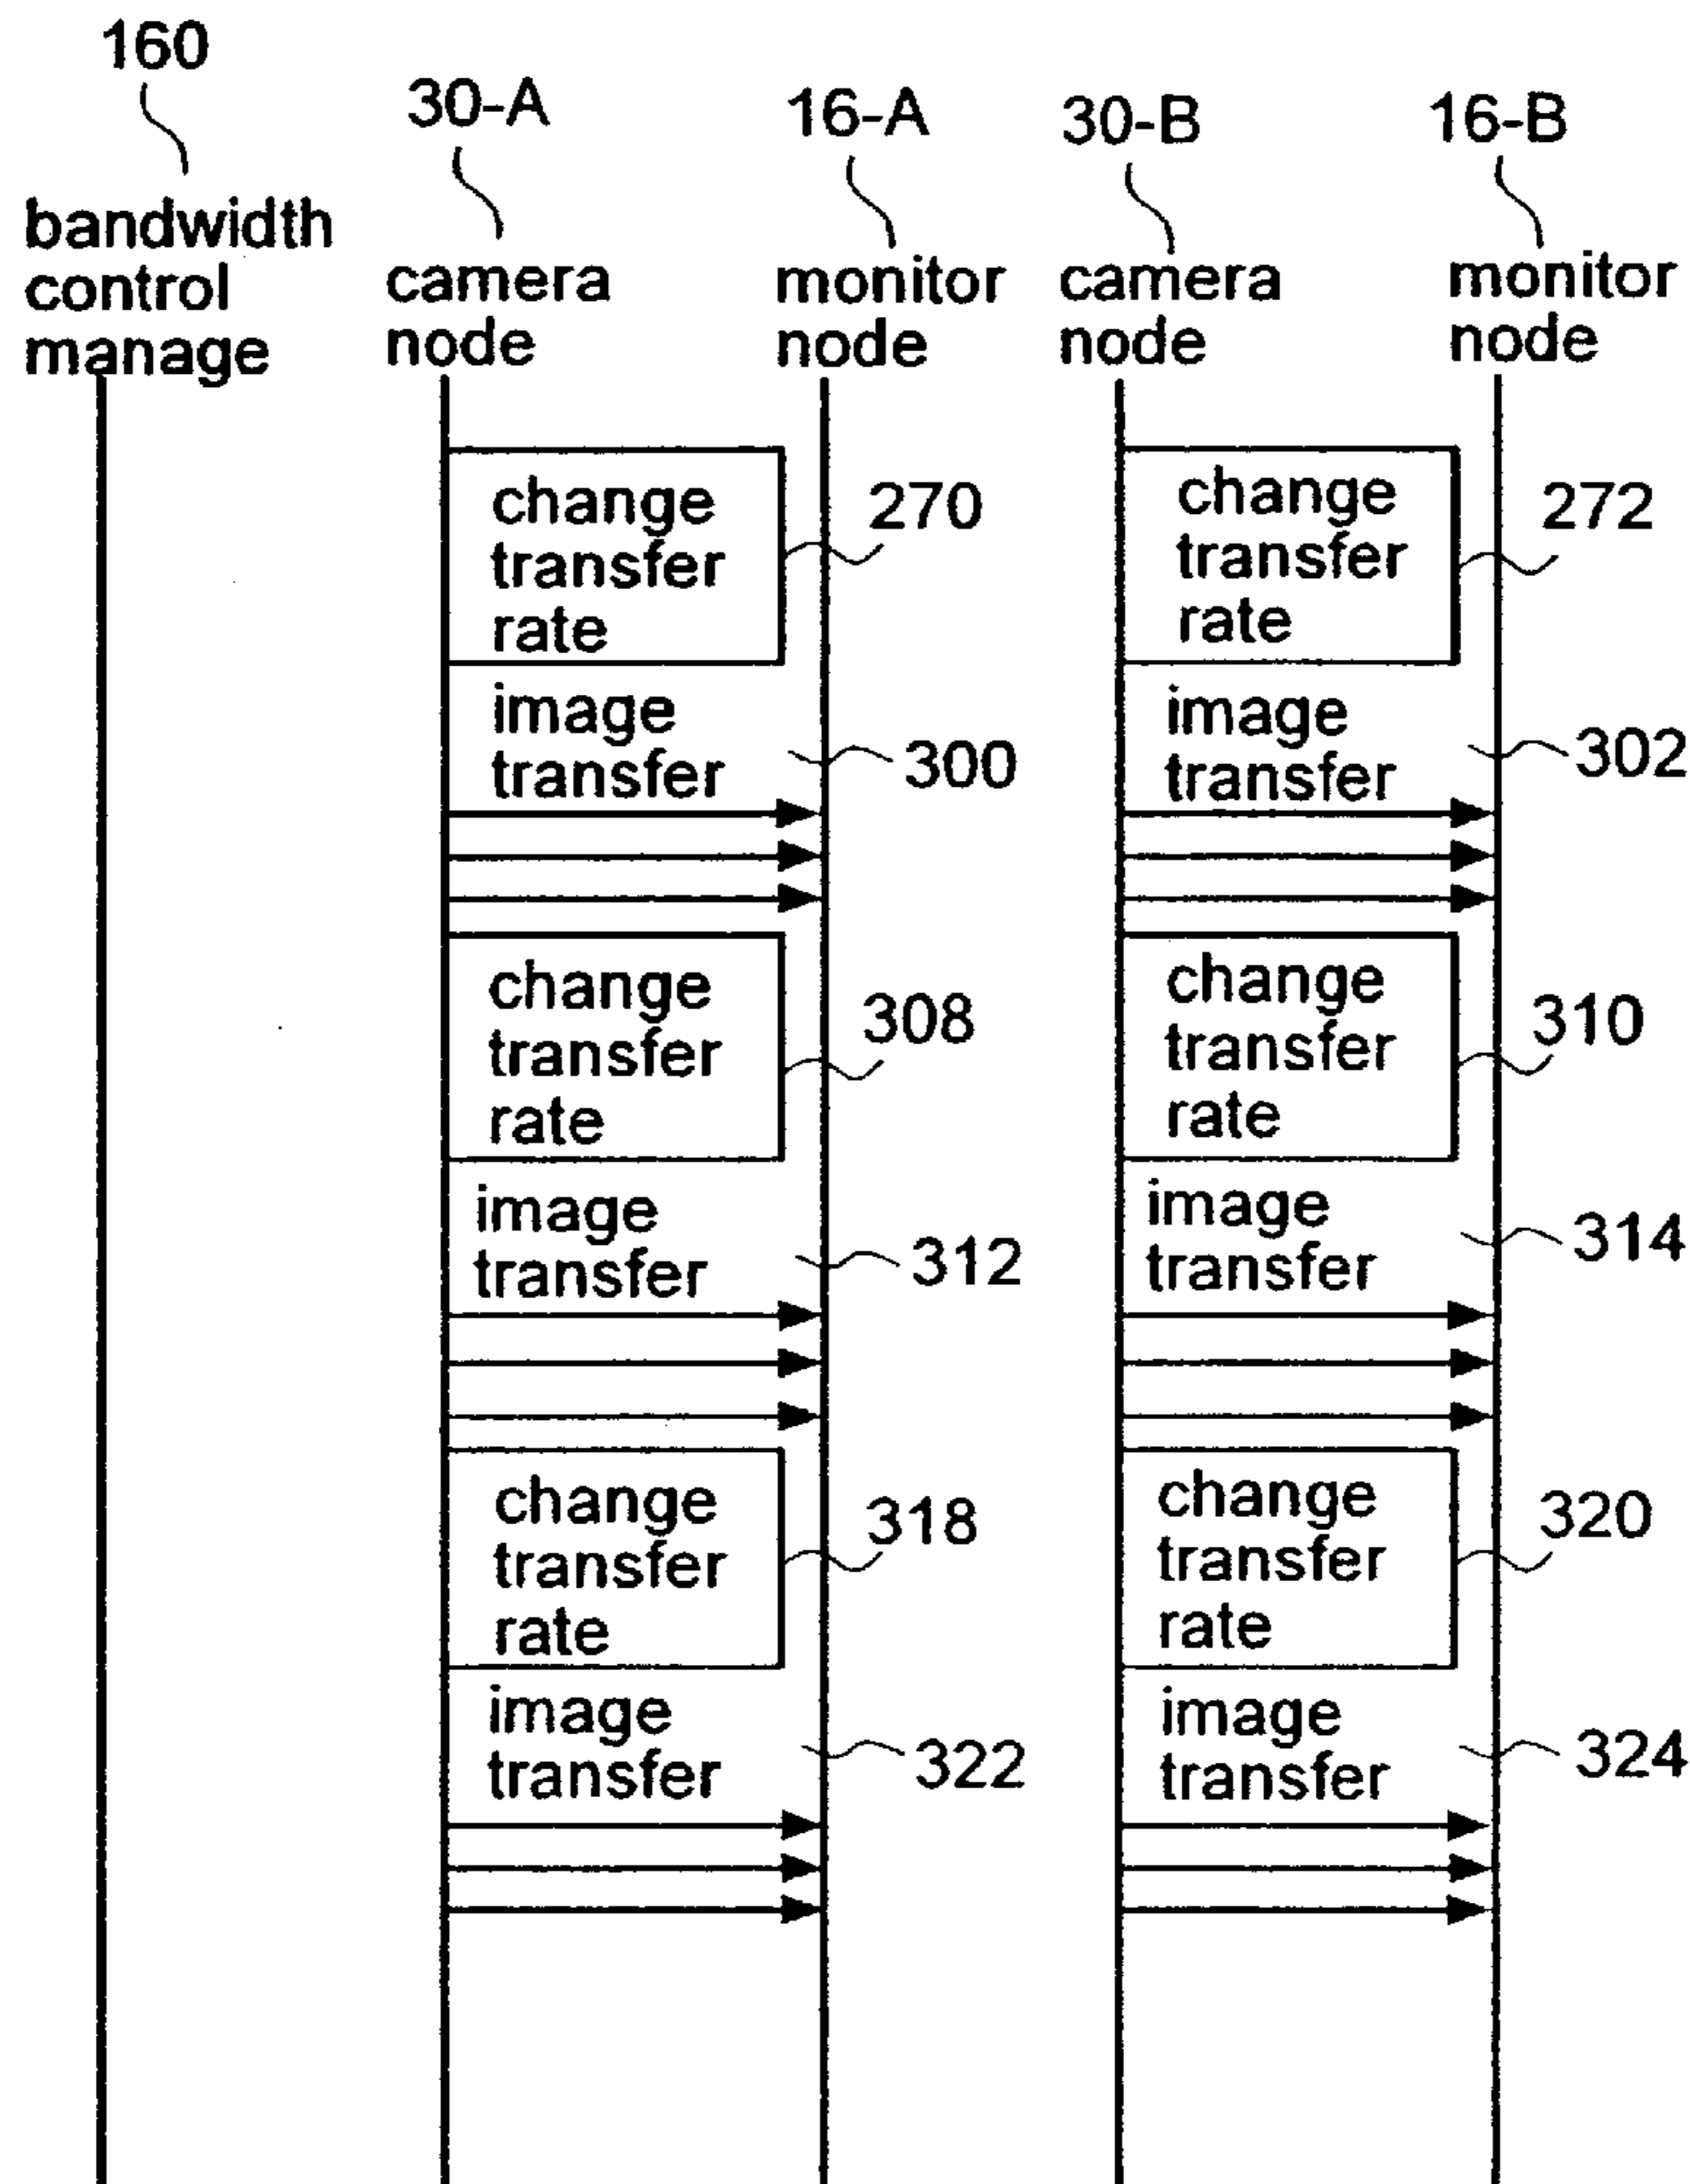 160
30-A
16-A
30-B
16-B
bandwidth
control
manage
camera
node
monitor
node
camera
node
monitor
node
change
transfer
rate
270
change
transfer
rate
272
image
transfer
300
image
transfer
302
change
transfer
rate
308
change
transfer
rate
310
image
transfer
312
image
transfer
314
change
transfer
rate
318
change
transfer
rate
320
image
transfer
322
image
transfer
324